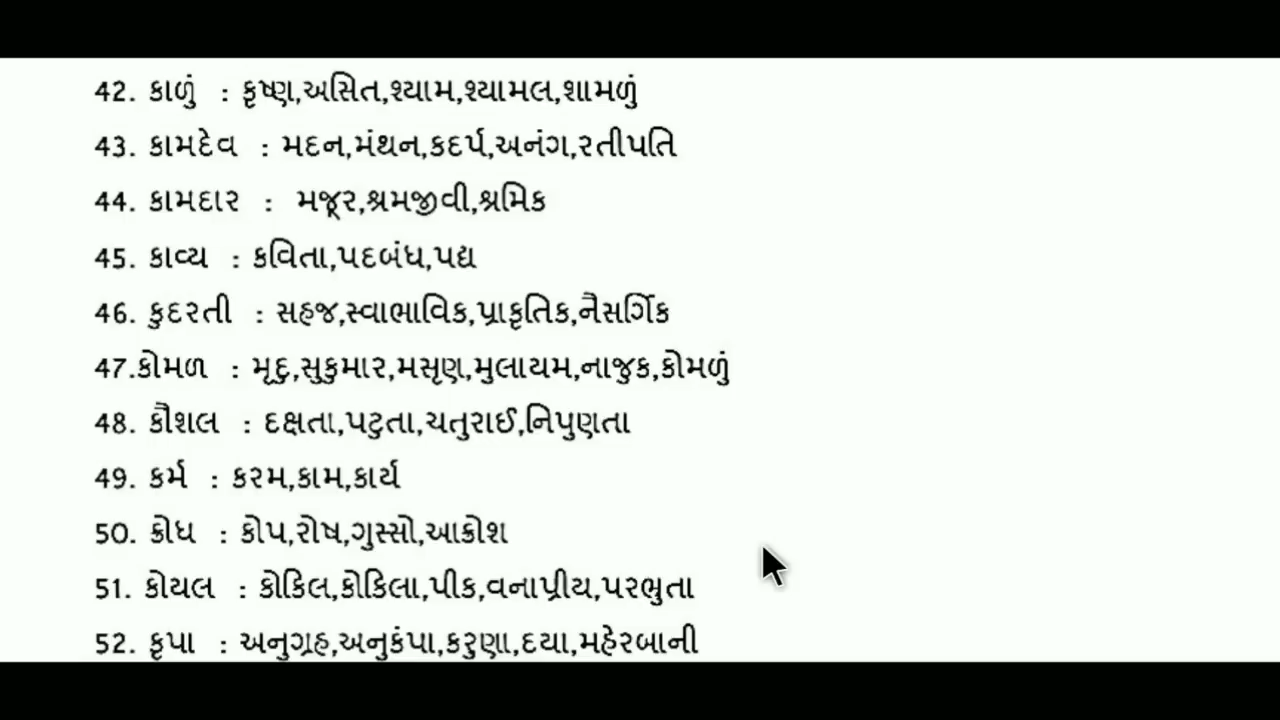 42. કાળું : કૃષ્ણ,અસિત,શ્યામ,શ્યામલ,શામળું
43. કામદેવ : મદન,મંથન,કદર્પ,અનંગ,રતીપતિ
44. કામદાર : મજૂર,શ્રમજીવી,શ્રમિક
45. કાવ્ય : કવિતા,પદબંધ,પદ્ય
46. કુદરતી : સહજ,સ્વાભાવિક,પ્રાકૃતિક,નૈસર્ગિક
47.કોમળ : મૃદુ,સુકુમાર,મસૃણ,મુલાયમ,નાજુક,કોમળું
48. કૌશલ : દક્ષતા,પટુતા,ચતુરાઈ,નિપુણતા
49. કર્મ : કરમ,કામ,કાર્ય
50. ક્રોધ : કોપ,રોષ,ગુસ્સો,આક્રોશ
51. કોયલ : કોકિલ,કોકિલા,પીક,વનાપ્રીય,પરભુતા
52. કૃપા : અનુગ્રહ,અનુકંપા,કરુણા,દયા,મહેરબાની